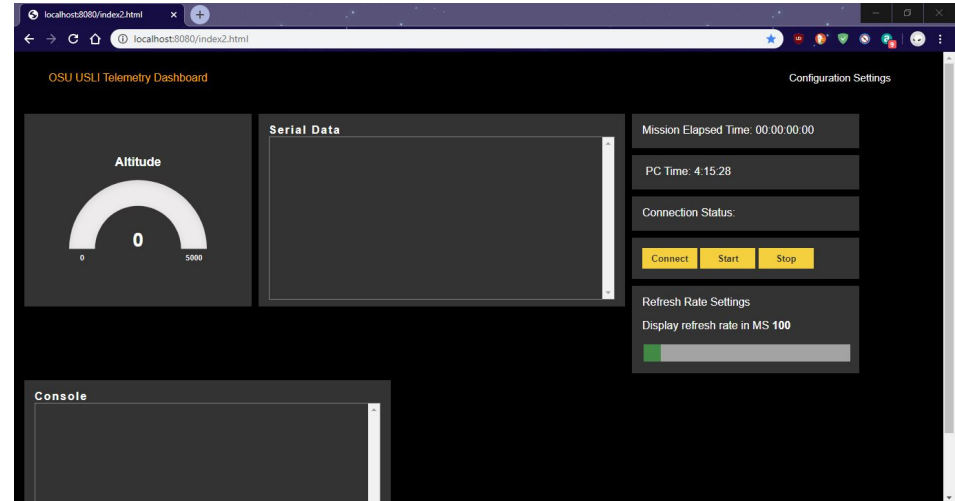 localhost:8080/index2.html
localhost:8080/index2.html
OSU USLI Telemetry Dashboard
Configuration Settings
Altitude
0
0
5000
Serial Data
Mission Elapsed Time: 00:00:00:00
PC Time: 4:15:28
Connection Status:
Connect Start Stop
Refresh Rate Settings
Display refresh rate in MS 100
Console